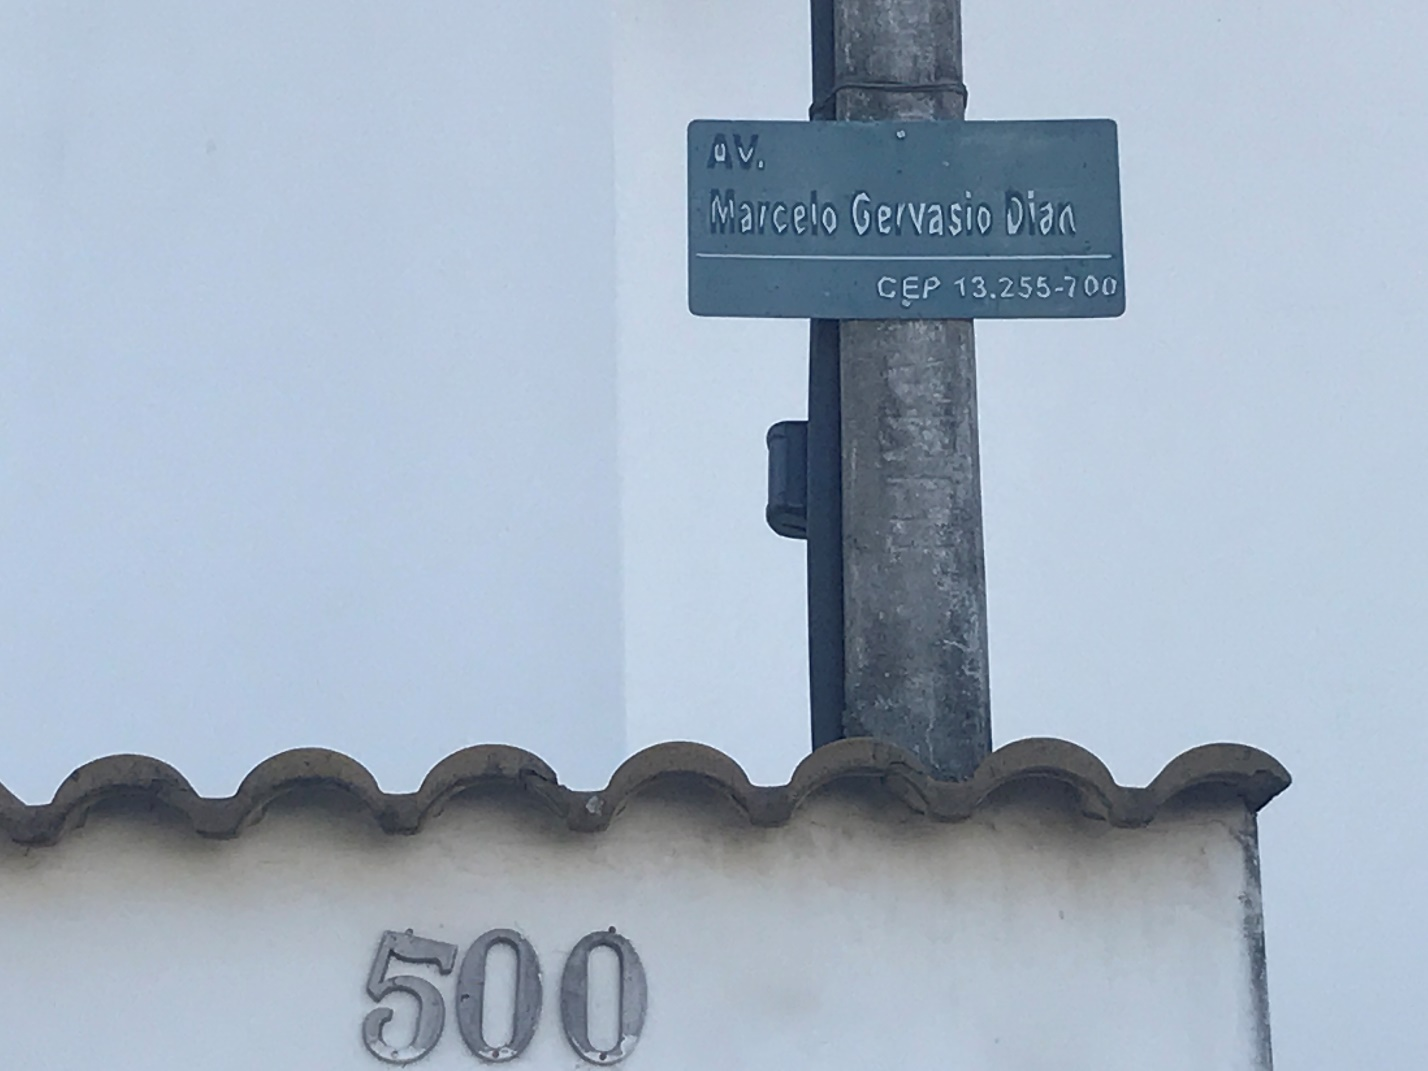 AV.
Marcelo Gervasio Dian
CEP 13.255-700
500